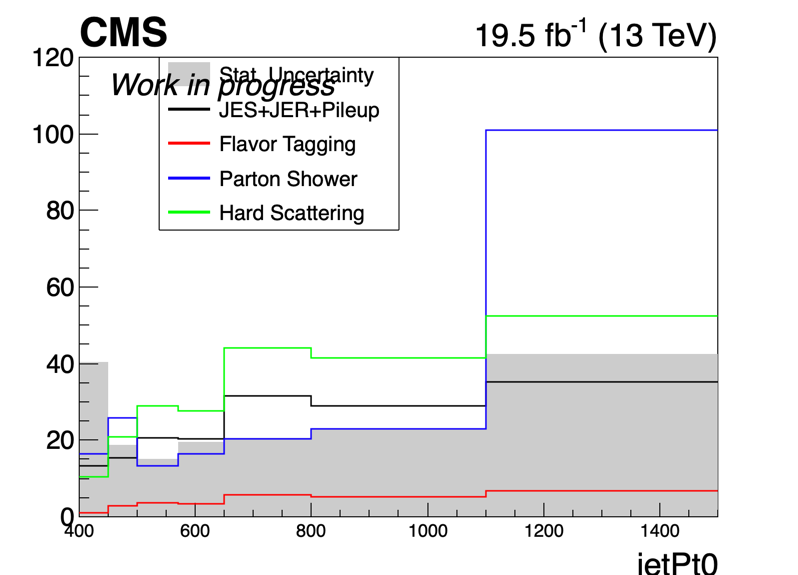 CMS 19.5 fb-1 (13 TeV)
120
Stat. Uncertainty
Work in progress
JES+JER+Pileup
100
Flavor Tagging
Parton Shower
80
Hard Scattering
60
40
20
0
400 600 800 1000 1200 1400
jetPt0